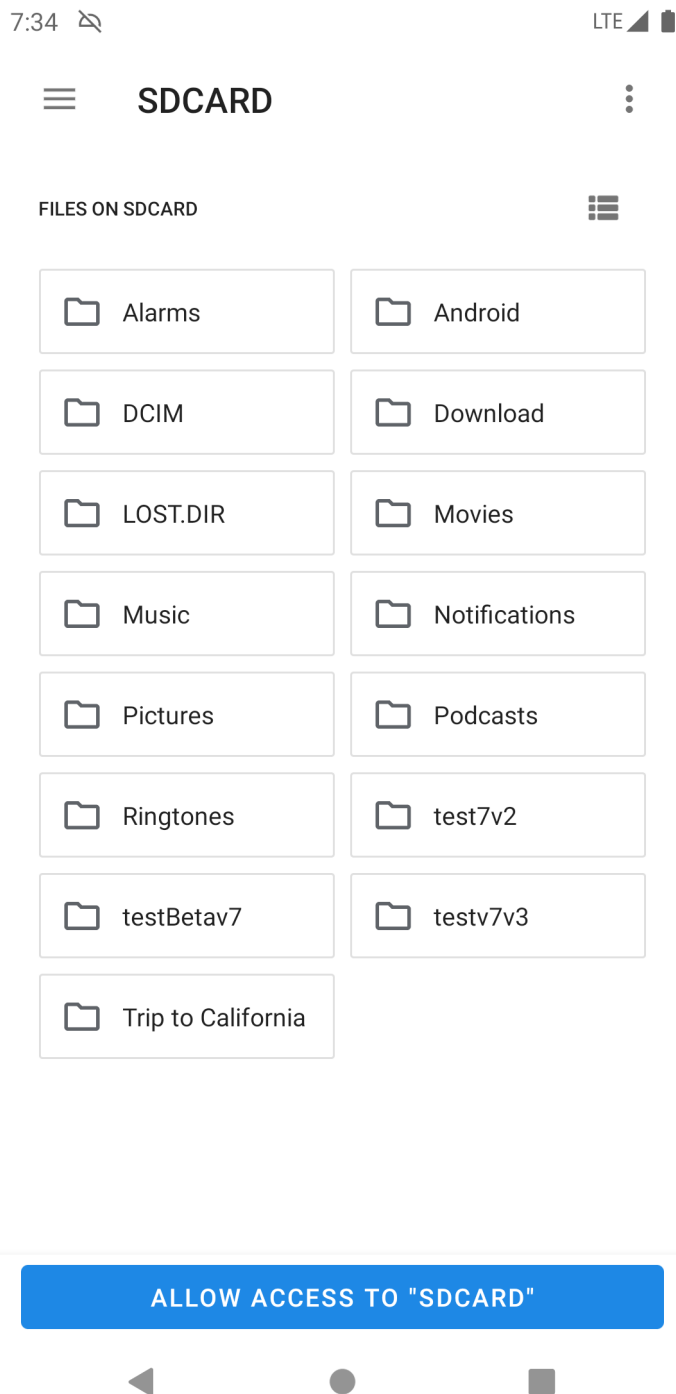 7:34
LTE
SDCARD
FILES ON SDCARD
Alarms
Android
DCIM
Download
LOST.DIR
Movies
Music
Notifications
Pictures
Podcasts
Ringtones
test7v2
testBetav7
testv7v3
Trip to California
ALLOW ACCESS TO "SDCARD"